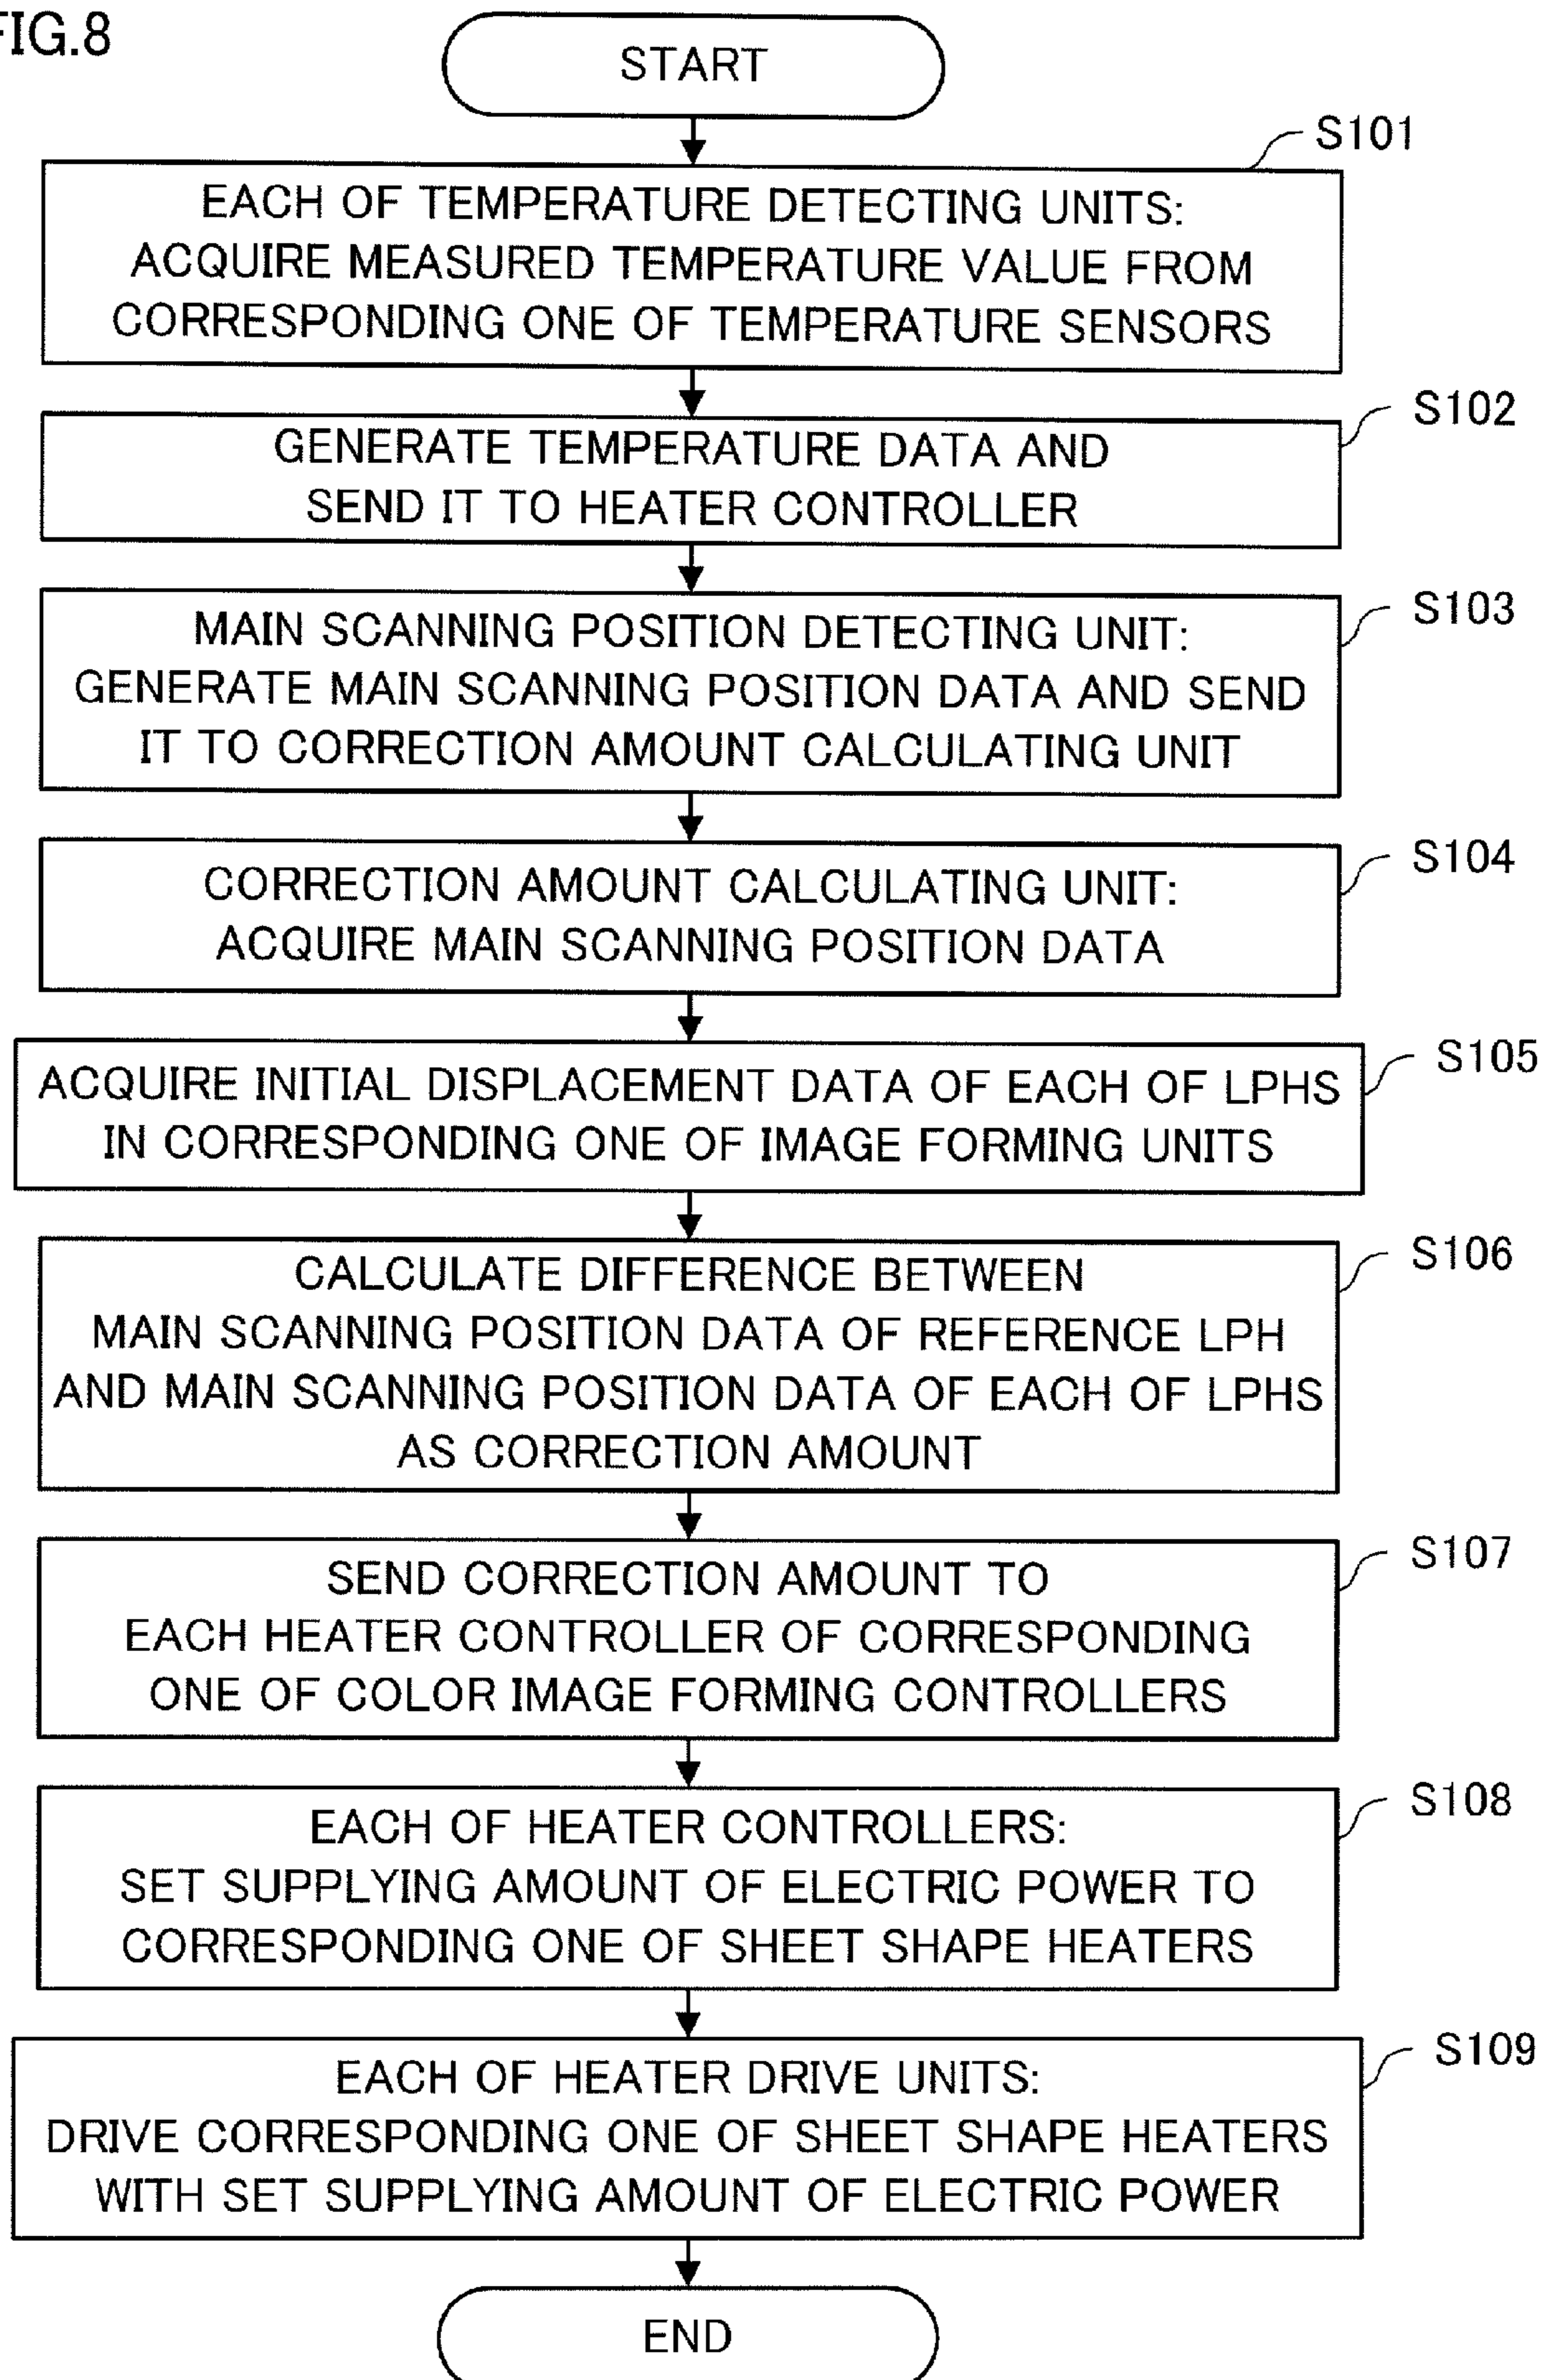 FIG.8
START
S101
EACH OF TEMPERATURE DETECTING UNITS:
ACQUIRE MEASURED TEMPERATURE VALUE FROM
CORRESPONDING ONE OF TEMPERATURE SENSORS
S102
GENERATE TEMPERATURE DATA AND
SEND IT TO HEATER CONTROLLER
S103
MAIN SCANNING POSITION DETECTING UNIT:
GENERATE MAIN SCANNING POSITION DATA AND SEND
IT TO CORRECTION AMOUNT CALCULATING UNIT
S104
CORRECTION AMOUNT CALCULATING UNIT:
ACQUIRE MAIN SCANNING POSITION DATA
S105
ACQUIRE INITIAL DISPLACEMENT DATA OF EACH OF LPHS
IN CORRESPONDING ONE OF IMAGE FORMING UNITS
S106
CALCULATE DIFFERENCE BETWEEN
MAIN SCANNING POSITION DATA OF REFERENCE LPH
AND MAIN SCANNING POSITION DATA OF EACH OF LPHS
AS CORRECTION AMOUNT
S107
SEND CORRECTION AMOUNT TO
EACH HEATER CONTROLLER OF CORRESPONDING
ONE OF COLOR IMAGE FORMING CONTROLLERS
S108
EACH OF HEATER CONTROLLERS:
SET SUPPLYING AMOUNT OF ELECTRIC POWER TO
CORRESPONDING ONE OF SHEET SHAPE HEATERS
S109
EACH OF HEATER DRIVE UNITS:
DRIVE CORRESPONDING ONE OF SHEET SHAPE HEATERS
WITH SET SUPPLYING AMOUNT OF ELECTRIC POWER
END